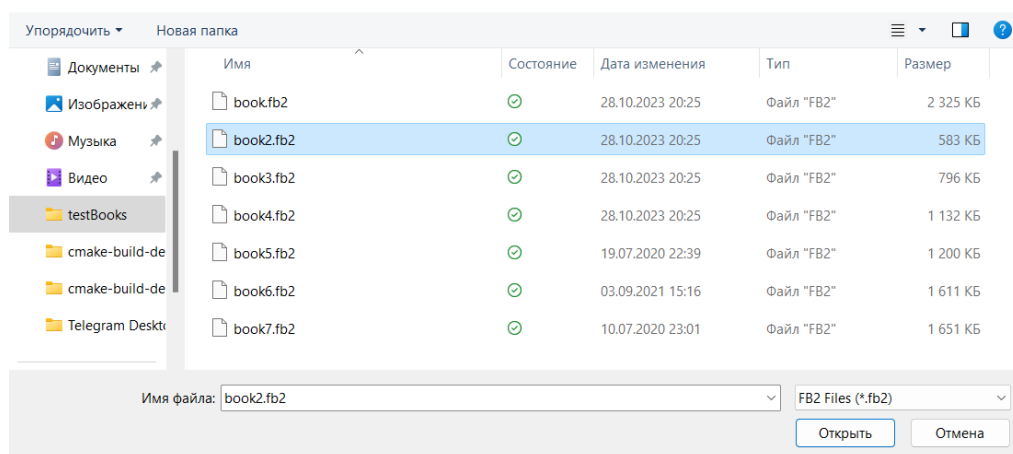 Упорядочить Новая папка
Имя Состояние Дата изменения Тип Размер
Документы
Изображени
Музыка
Видео
testBooks
cmake-build-de
cmake-build-de
Telegram Deskto
book.fb2 28.10.2023 20:25 Файл "FB2" 2 325 КБ
book2.fb2 28.10.2023 20:25 Файл "FB2" 583 КБ
book3.fb2 28.10.2023 20:25 Файл "FB2" 796 КБ
book4.fb2 28.10.2023 20:25 Файл "FB2" 1 132 КБ
book5.fb2 19.07.2020 22:39 Файл "FB2" 1 200 КБ
book6.fb2 03.09.2021 15:16 Файл "FB2" 1 611 КБ
book7.fb2 10.07.2020 23:01 Файл "FB2" 1 651 КБ
Имя файла: book2.fb2 FB2 Files (*.fb2)
Открыть Отмена